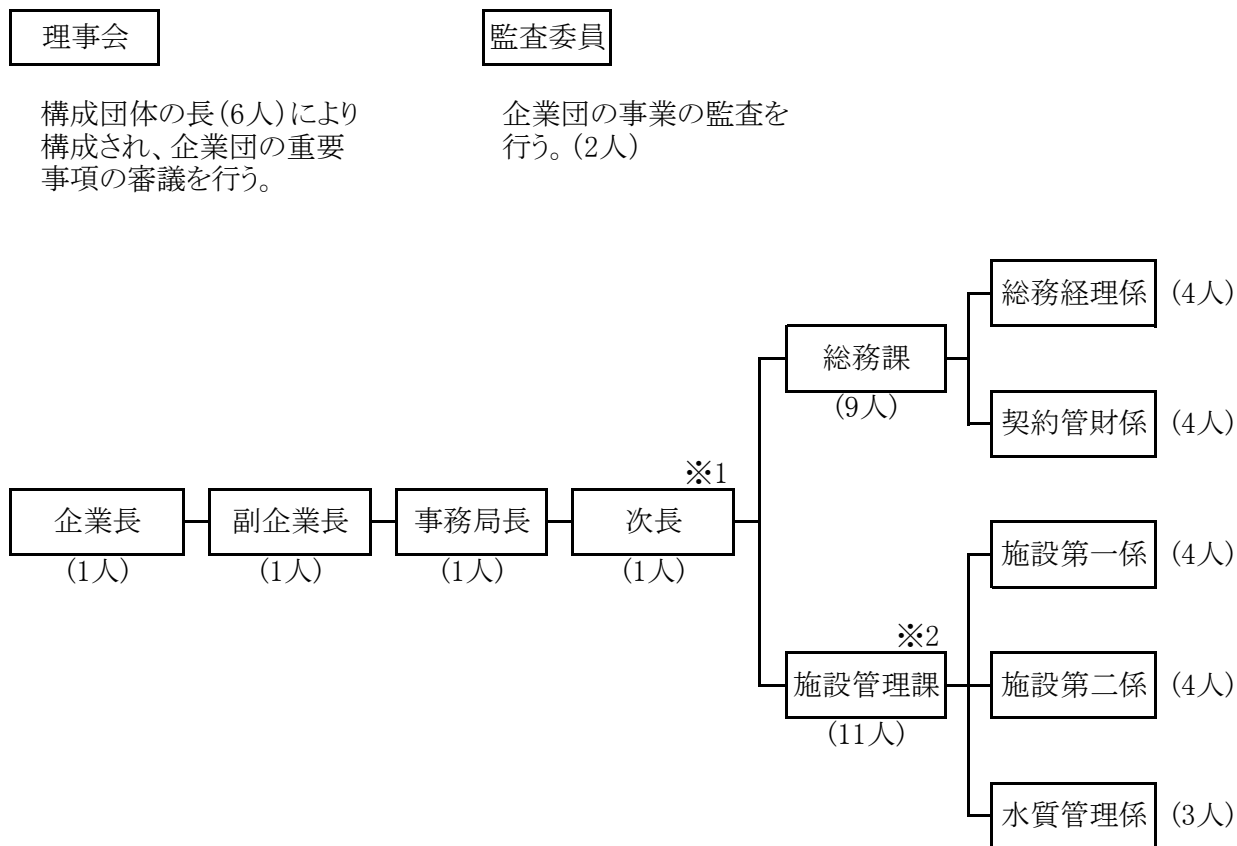 理事会
構成団体の長(6人)により
構成され、企業団の重要
事項の審議を行う。
監査委員
企業団の事業の監査を
行う。(2人)
企業長
(1人)
副企業長
(1人)
事務局長
(1人)
※1
次長
(1人)
総務課
(9人)
総務経理係 (4人)
契約管財係 (4人)
※2
施設管理課
(11人)
施設第一係 (4人)
施設第二係 (4人)
水質管理係 (3人)